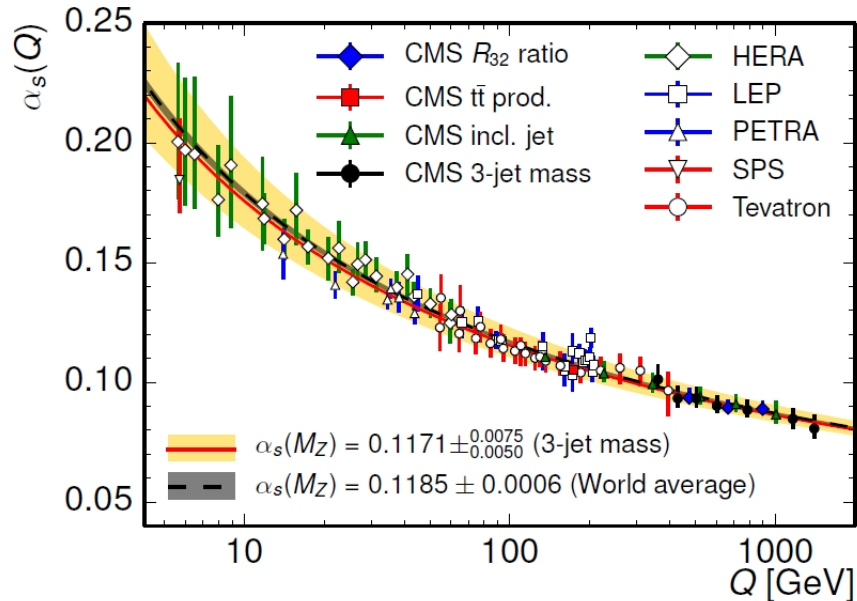 0.25
0.20
0.15
0.10
0.05
αs(Q)
CMS R32 ratio
CMS tt̄ prod.
CMS incl. jet
CMS 3-jet mass
HERA
LEP
PETRA
SPS
Tevatron
αs(MZ) = 0.1171 ± 0.0075 0.0050 (3-jet mass)
αs(MZ) = 0.1185 ± 0.0006 (World average)
10 100 1000
Q [GeV]